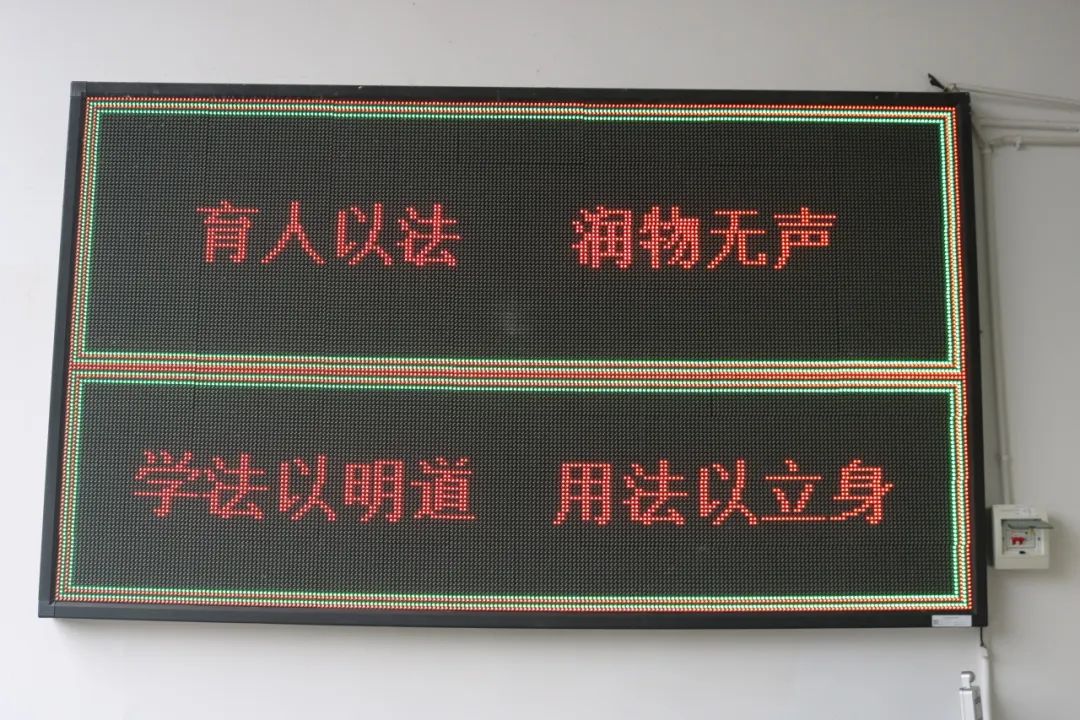 育人以法 润物无声
学法以明道 用法以立身